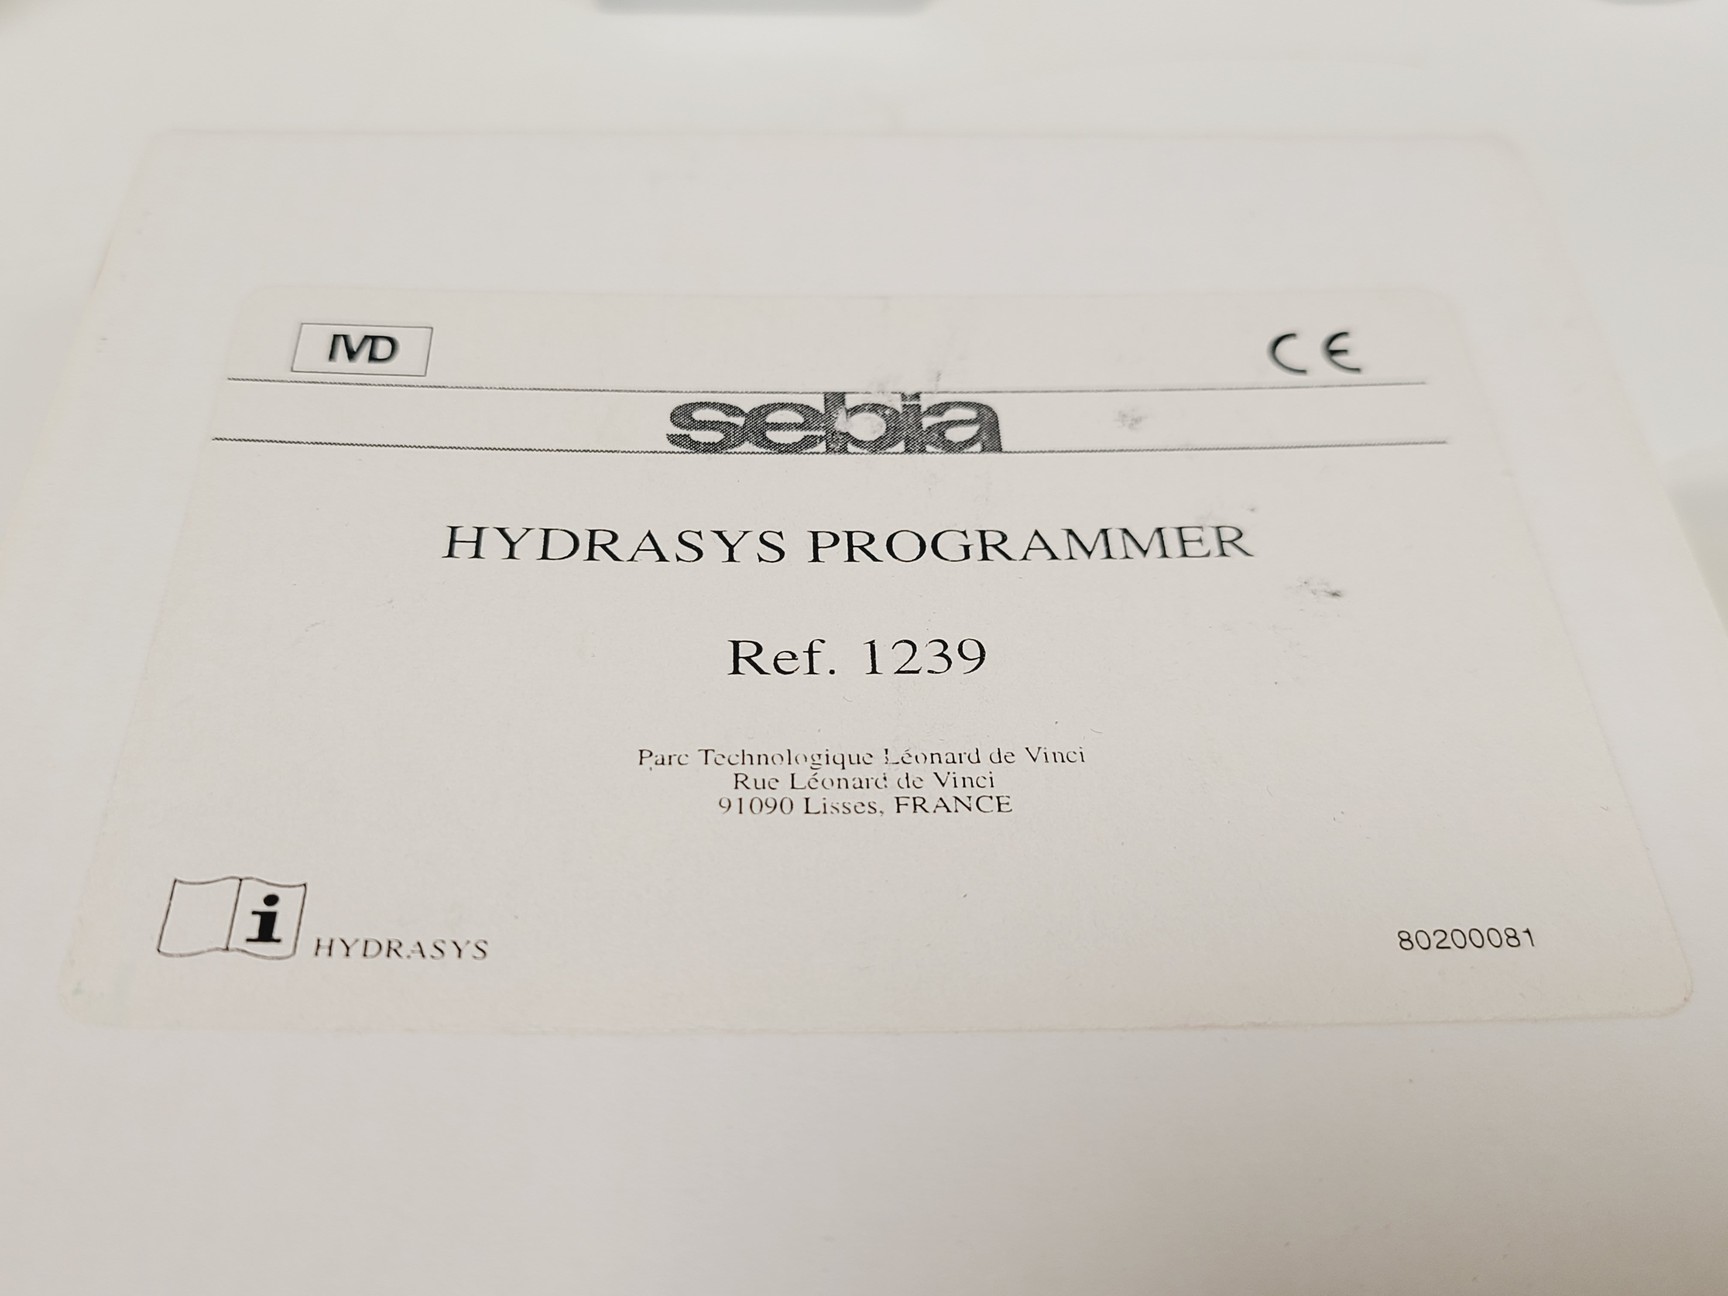 IVD
CE
sebia
HYDRASYS PROGRAMMER
Ref. 1239
Parc Technologique Léonard de Vinci
Rue Léonard de Vinci
91090 Lisses, FRANCE
i
HYDRASYS
80200081